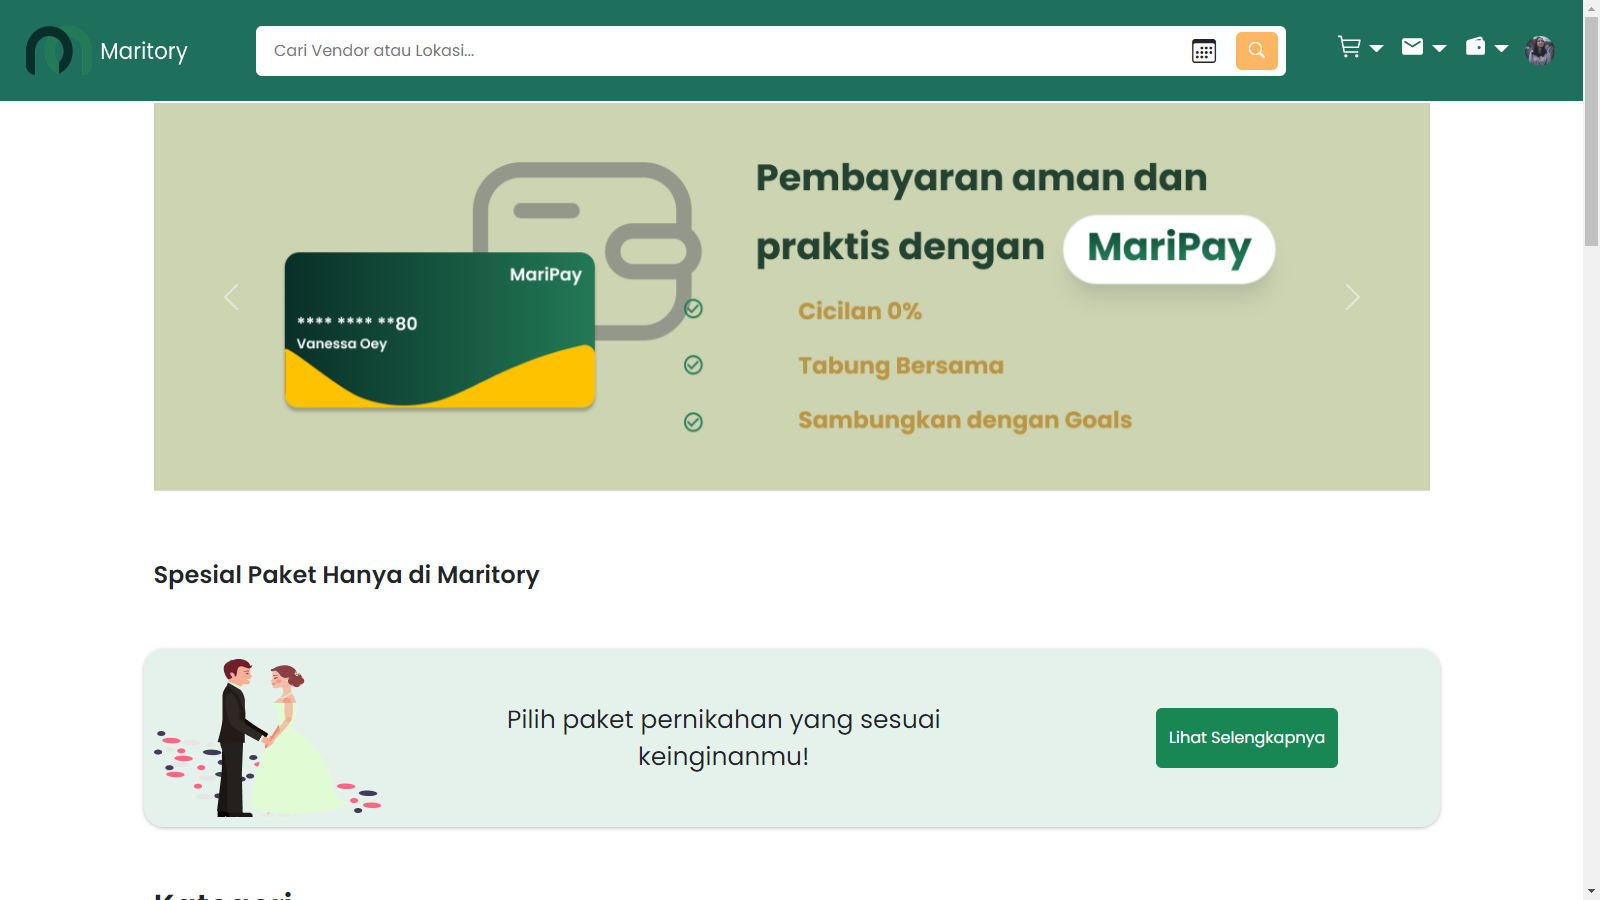 Maritory
Cari Vendor atau Lokasi...
Pembayaran aman dan
praktis dengan MariPay
MariPay
**** **** **80
Vanessa Oey
Cicilan 0%
Tabung Bersama
Sambungkan dengan Goals
Spesial Paket Hanya di Maritory
Pilih paket pernikahan yang sesuai
keinginanmu!
Lihat Selengkapnya
Kategori